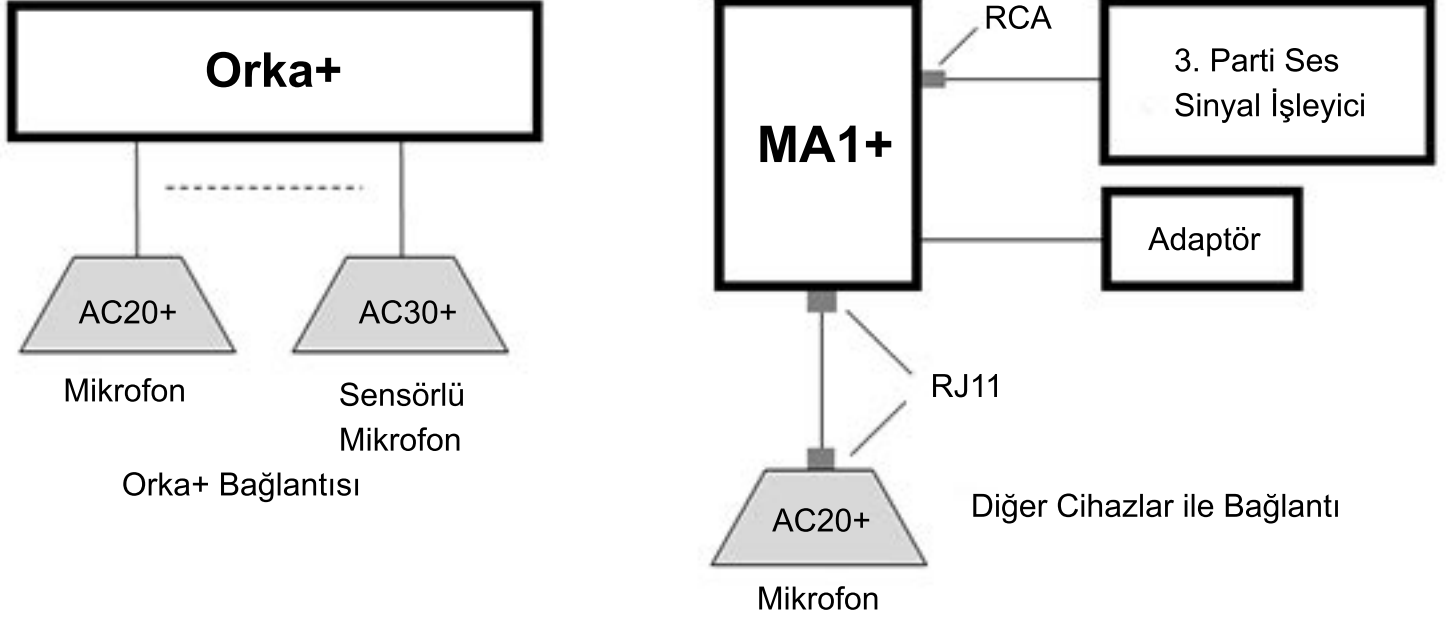 Orka+
AC20+
AC30+
Mikrofon
Sensörlü
Mikrofon
Orka+ Bağlantısı
RCA
3. Parti Ses
Sinyal İşleyici
MA1+
Adaptör
RJ11
AC20+
Mikrofon
Diğer Cihazlar ile Bağlantı